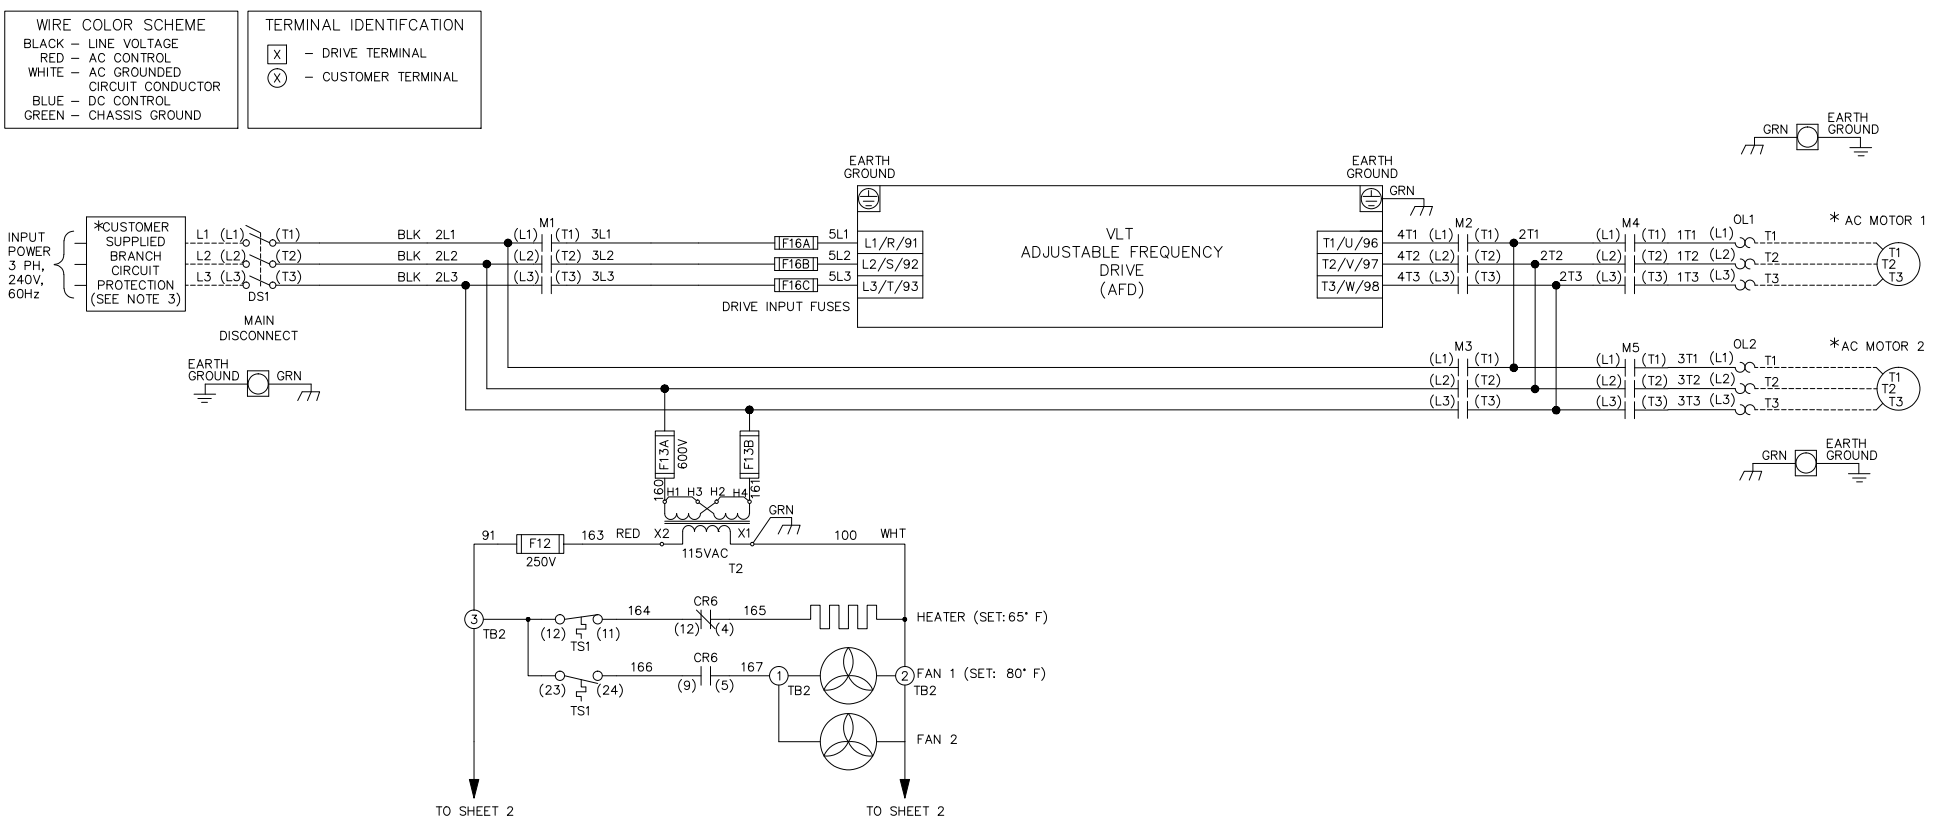 WIRE COLOR SCHEME
BLACK – LINE VOLTAGE
RED – AC CONTROL
WHITE – AC GROUNDED
CIRCUIT CONDUCTOR
BLUE – DC CONTROL
GREEN – CHASSIS GROUND
TERMINAL IDENTIFCATION
X – DRIVE TERMINAL
X – CUSTOMER TERMINAL
INPUT
POWER
3 PH,
240V,
60Hz
*CUSTOMER
SUPPLIED
BRANCH
CIRCUIT
PROTECTION
(SEE NOTE 3)
L1 (L1) (T1)
L2 (L2) (T2)
L3 (L3) (T3)
DS1
MAIN
DISCONNECT
EARTH
GROUND GRN
BLK 2L1
BLK 2L2
BLK 2L3
M1
(L1) (T1) 3L1
(L2) (T2) 3L2
(L3) (T3) 3L3
F16A 5L1
F16B 5L2
F16C 5L3
DRIVE INPUT FUSES
EARTH
GROUND
L1/R/91
L2/S/92
L3/T/93
VLT
ADJUSTABLE FREQUENCY
DRIVE
(AFD)
EARTH
GROUND
GRN
T1/U/96
T2/V/97
T3/W/98
4T1 (L1) M2 (T1) 2T1
4T2 (L2) (T2) 2T2
4T3 (L3) (T3) 2T3
M4
(L1) (T1) 1T1 (L1) OL1 T1
(L2) (T2) 1T2 (L2) T2
(L3) (T3) 1T3 (L3) T3
* AC MOTOR 1
T1
T2
T3
GRN EARTH
GROUND
M3
(L1) (T1)
(L2) (T2)
(L3) (T3)
M5
(L1) (T1) 3T1 (L1) OL2 T1
(L2) (T2) 3T2 (L2) T2
(L3) (T3) 3T3 (L3) T3
* AC MOTOR 2
T1
T2
T3
GRN EARTH
GROUND
F13A
600V
F13B
160
161
H1 H3 H2 H4
GRN
91 F12 163 RED X2 X1 100 WHT
250V
115VAC
T2
3
TB2
(12) (11)
TS1
164
CR6
(12) (4)
165
HEATER (SET:65° F)
(23) (24)
TS1
166
CR6
(9) (5)
167
1
TB2
2
TB2
FAN 1 (SET: 80° F)
FAN 2
TO SHEET 2
TO SHEET 2